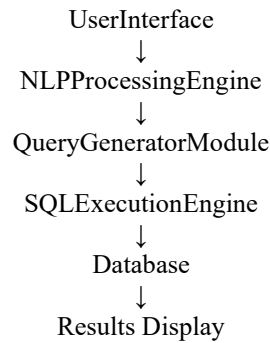 UserInterface
↓
NLPProcessingEngine
↓
QueryGeneratorModule
↓
SQLExecutionEngine
↓
Database
↓
Results Display